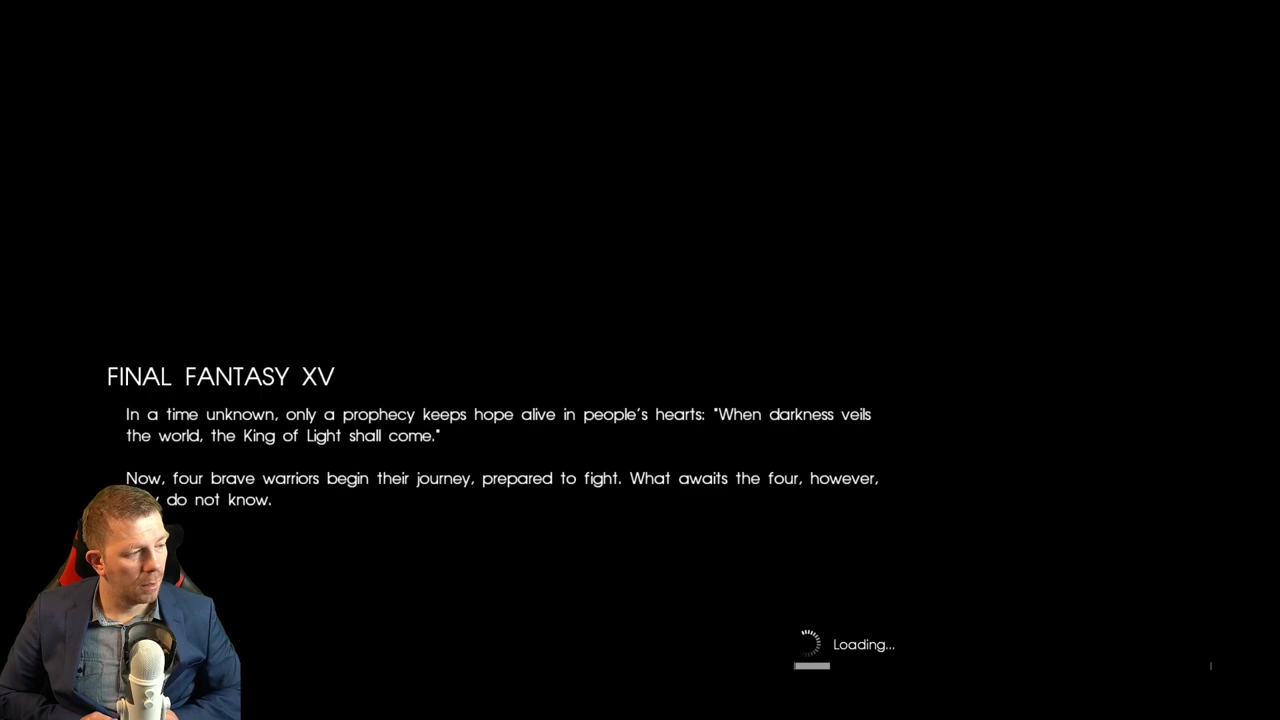 FINAL FANTASY XV
In a time unknown, only a prophecy keeps hope alive in people's hearts: "When darkness veils
the world, the King of Light shall come."
Now, four brave warriors begin their journey, prepared to fight. What awaits the four, however,
do not know.
Loading...